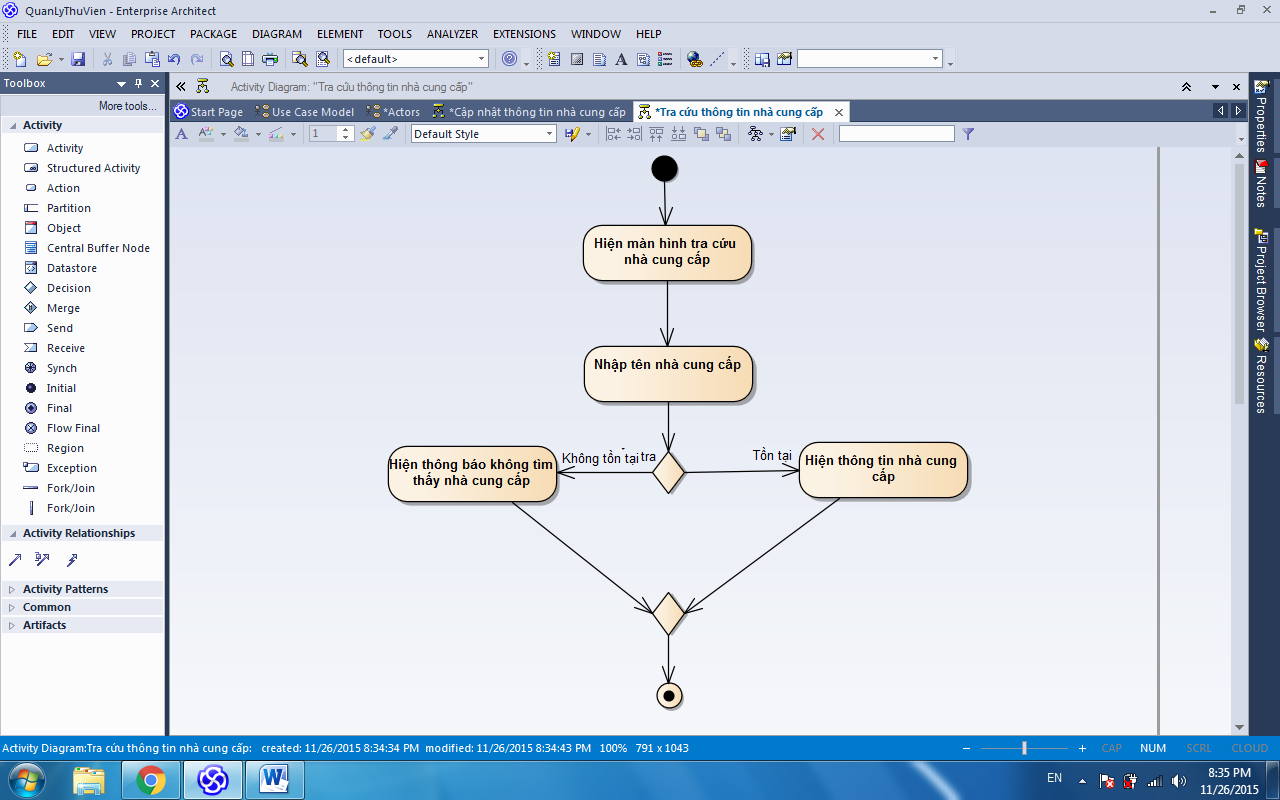 QuanLyThuVien - Enterprise Architect
FILE EDIT VIEW PROJECT PACKAGE DIAGRAM ELEMENT TOOLS ANALYZER EXTENSIONS WINDOW HELP
<default>
Toolbox
Activity Diagram: "Tra cứu thông tin nhà cung cấp"
More tools...
Start Page Use Case Model *Actors *Cập nhật thông tin nhà cung cấp *Tra cứu thông tin nhà cung cấp
1 Default Style
Activity
Activity
Structured Activity
Action
Partition
Object
Central Buffer Node
Datastore
Decision
Merge
Send
Receive
Synch
Initial
Final
Flow Final
Region
Exception
Fork/Join
Fork/Join
Activity Relationships
Activity Patterns
Common
Artifacts
Hiện màn hình tra cứu
nhà cung cấp
Nhập tên nhà cung cấp
Không tồn tại tra
Tồn tại
Hiện thông báo không tìm
thấy nhà cung cấp
Hiện thông tin nhà cung
cấp
Properties
Notes
Project Browser
Resources
Activity Diagram:Tra cứu thông tin nhà cung cấp: created: 11/26/2015 8:34:34 PM modified: 11/26/2015 8:34:43 PM 100% 791 x 1043
CAP NUM SCRL CLOUD
EN
8:35 PM
11/26/2015